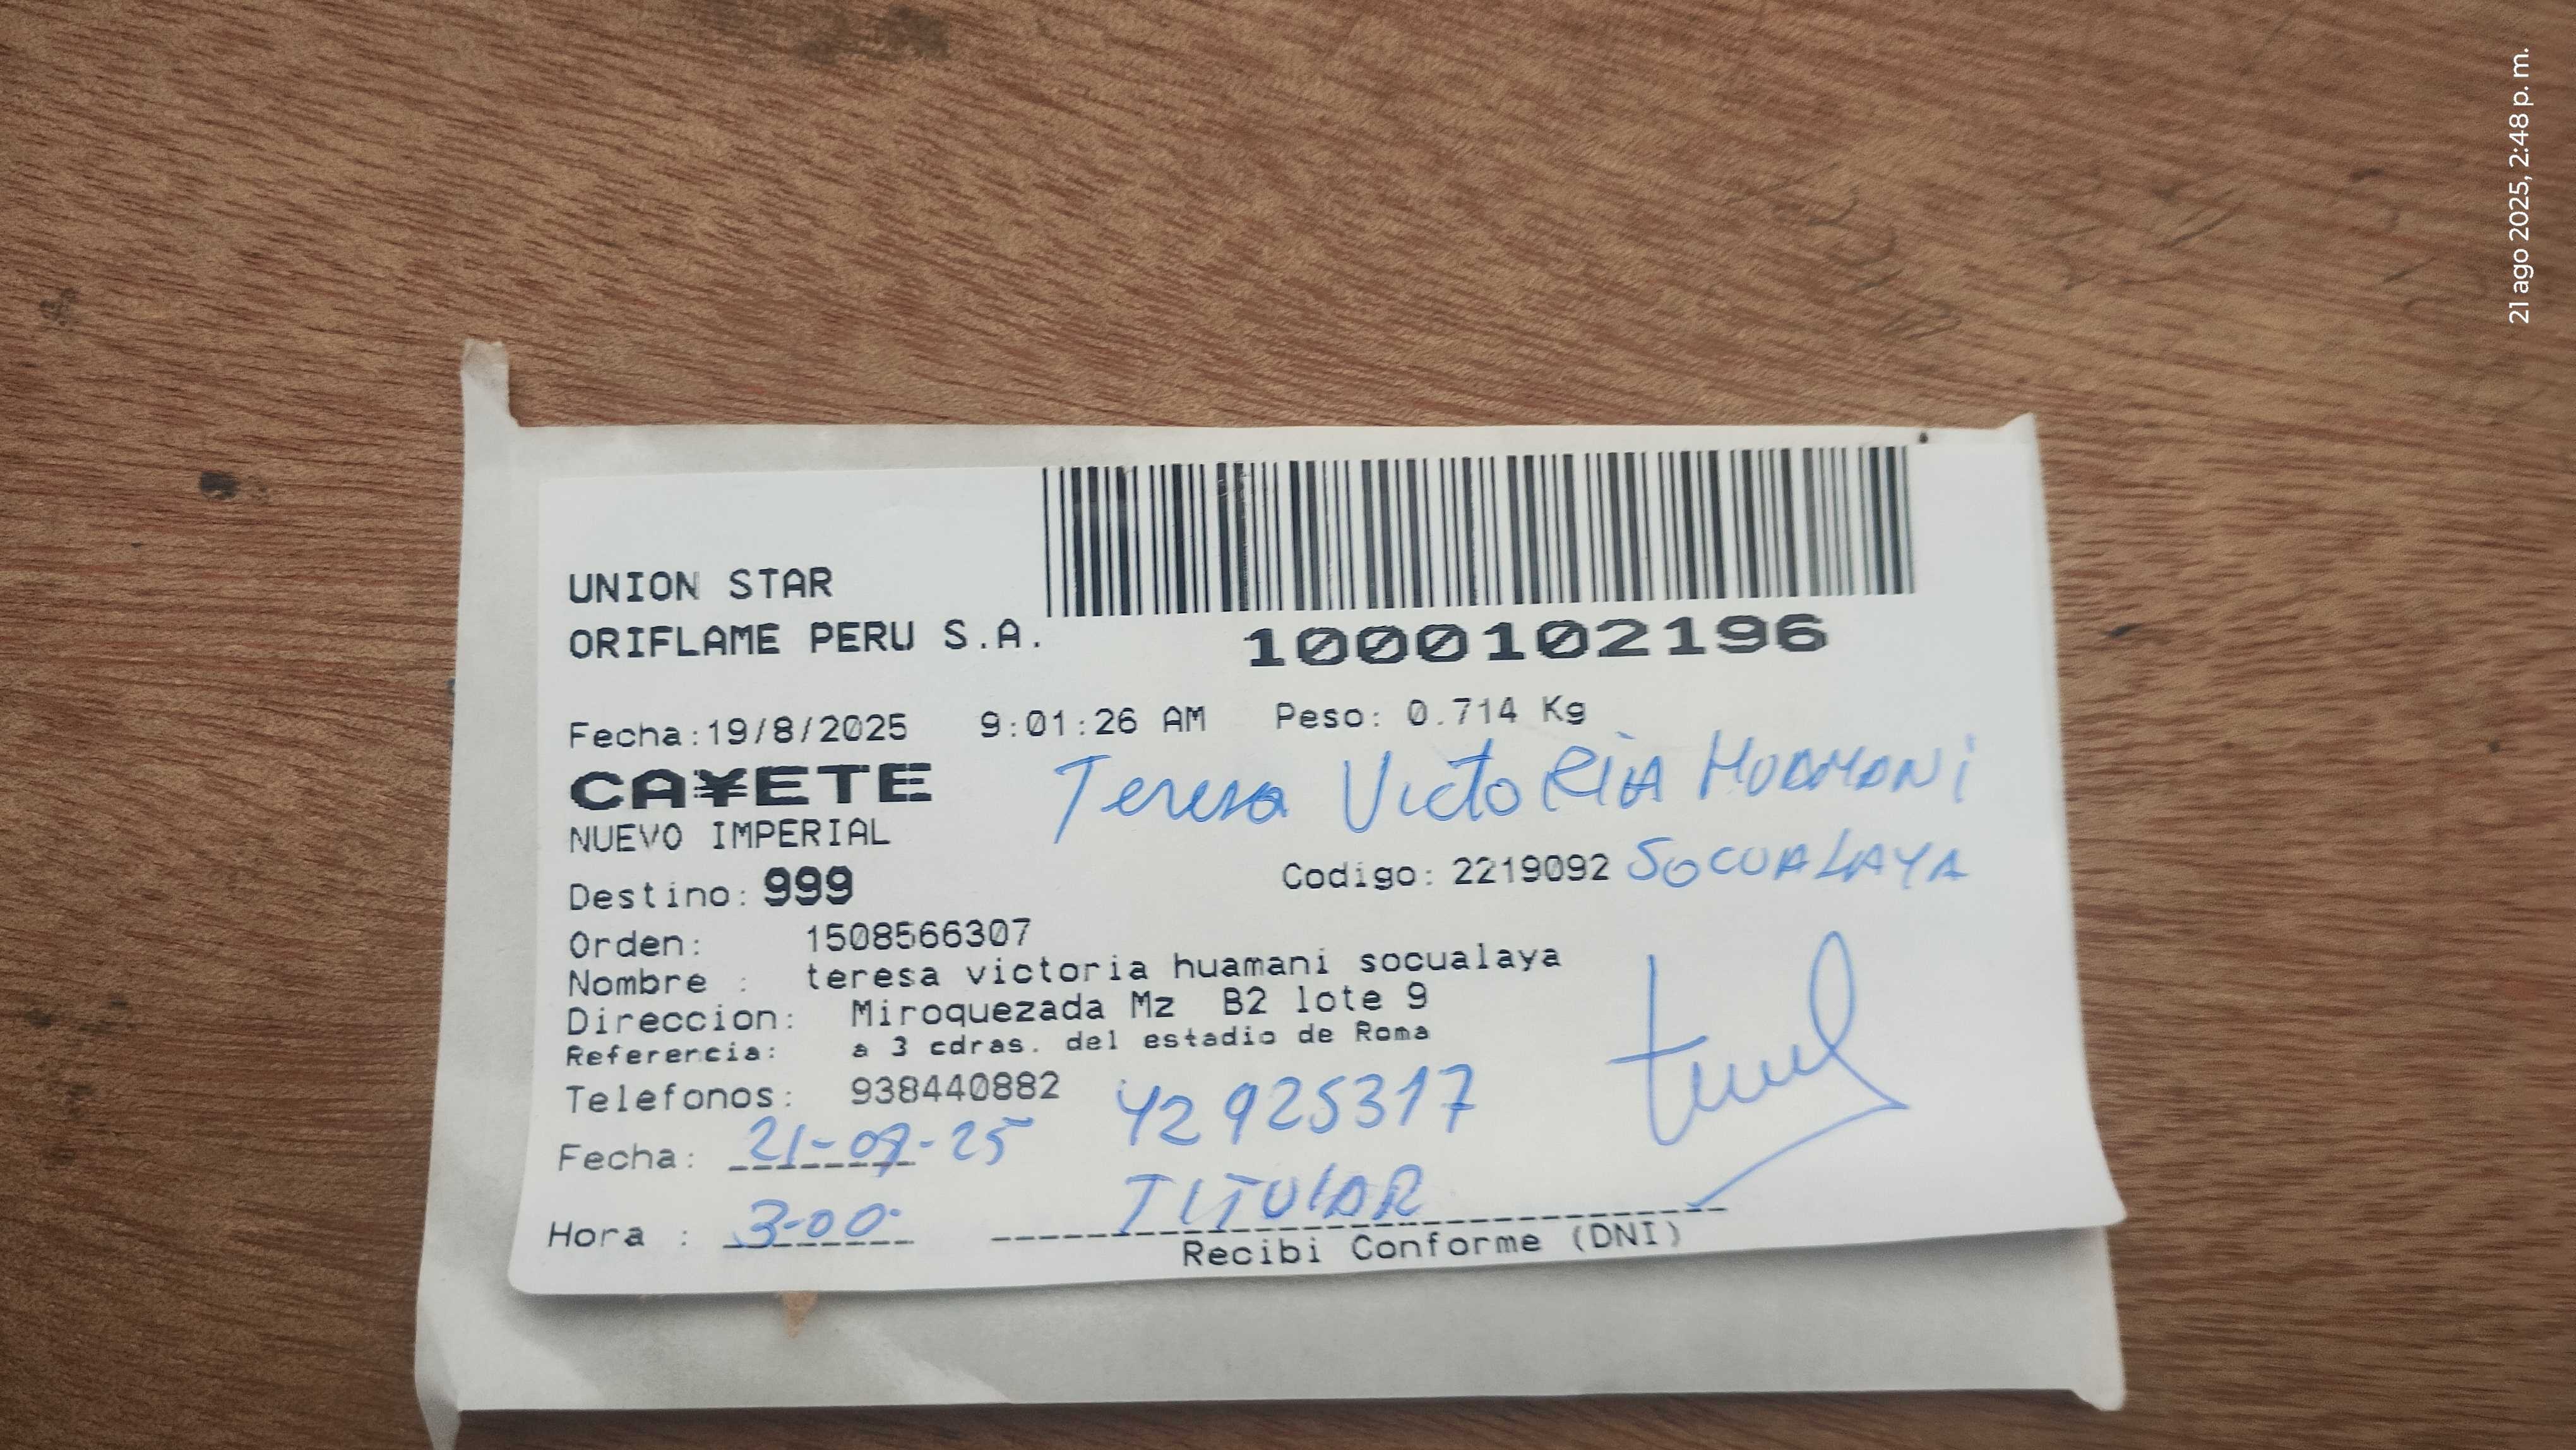 UNION STAR
ORIFLAME PERU S.A.
1000102196
Fecha:19/8/2025 9:01:26 AM Peso: 0.714 Kg
CA¥ETE
Teresa Victoria Huamani
NUEVO IMPERIAL
Destino: 999
Codigo: 2219092 SOCUALAYA
Orden: 1508566307
Nombre : teresa victoria huamani socualaya
Direccion: Miroquezada Mz B2 lote 9
Referencia: a 3 cdras. del estadio de Roma
Telefonos: 938440882 42925317
Fecha: 21-07-25
TITULAR
Hora : 3-00
Recibi Conforme (DNI)
21 ago 2025, 2:48 p. m.